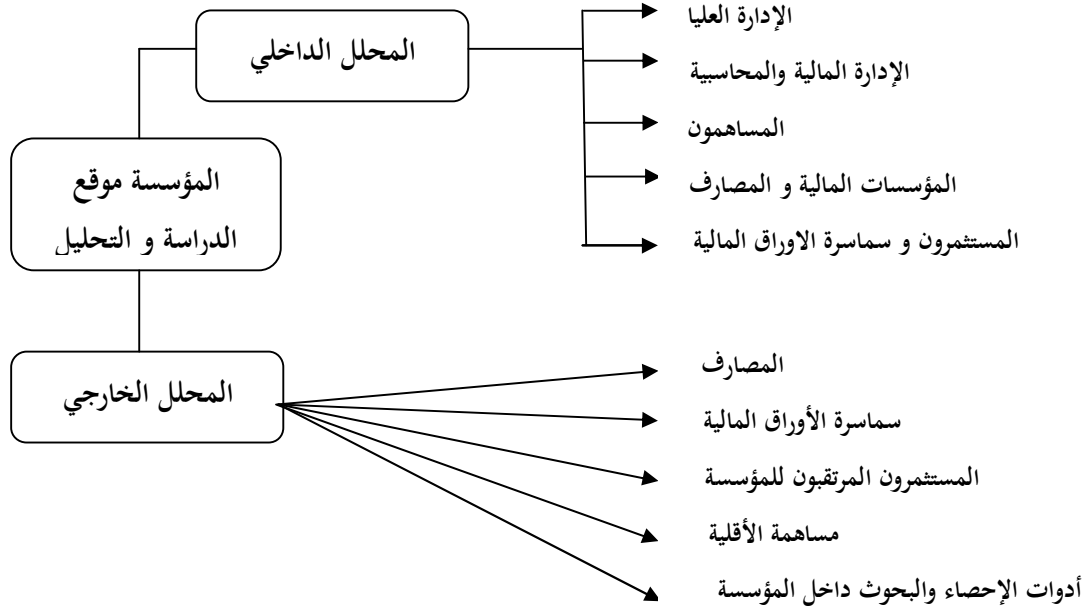 المحلل الداخلي
الإدارة العليا
الإدارة المالية والمحاسبية
المساهمون
المؤسسات المالية و المصارف
المستثمرون و سماسرة الاوراق المالية
المؤسسة موقع
الدراسة و التحليل
المحلل الخارجي
المصارف
سماسرة الأوراق المالية
المستثمرون المرتقبون للمؤسسة
مساهمة الأقلية
أدوات الإحصاء والبحوث داخل المؤسسة